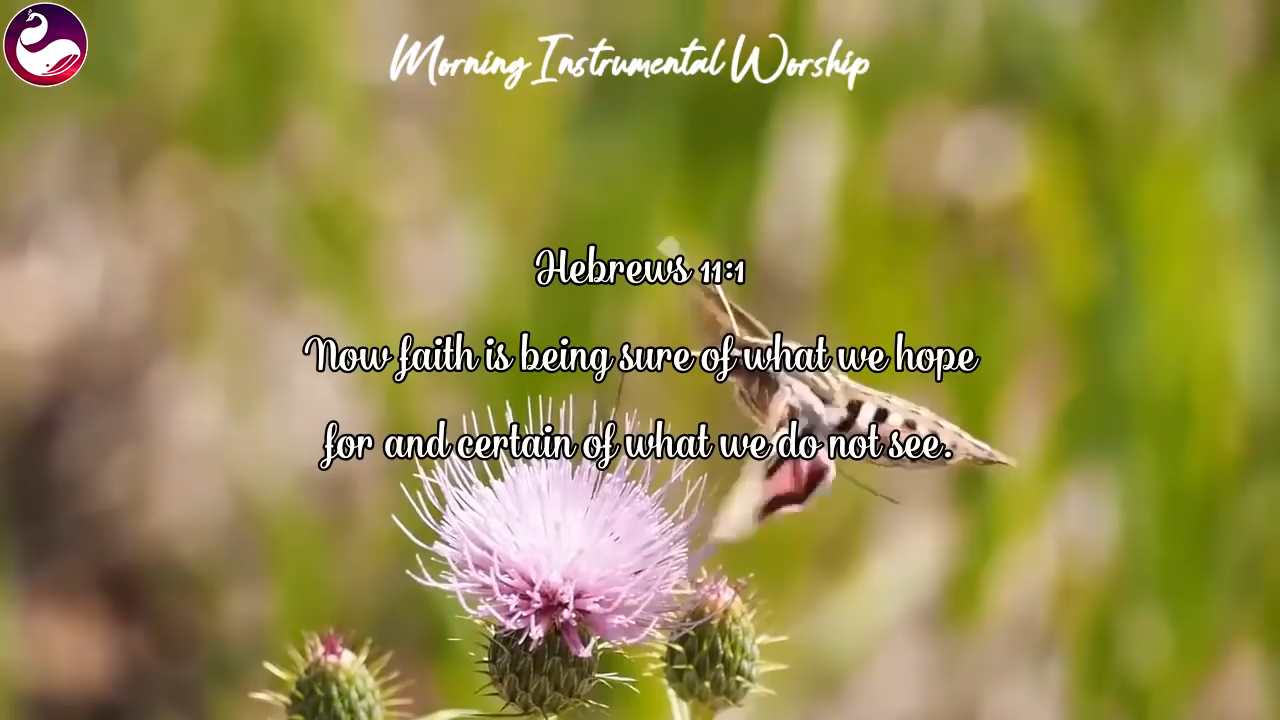 Morning Instrumental Worship
Hebrews 11:1
Now faith is being sure of what we hope
for and certain of what we do not see.